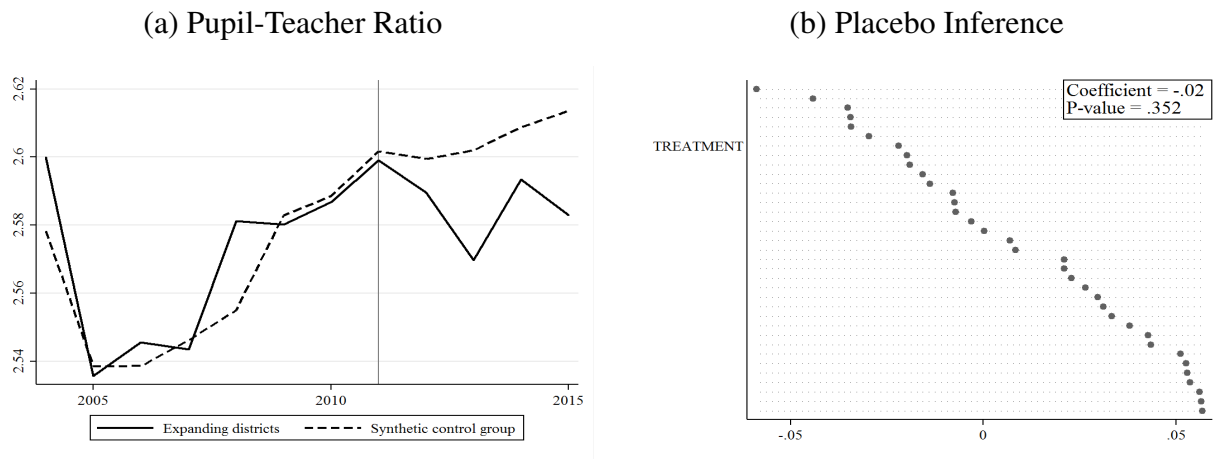 (a) Pupil-Teacher Ratio
2.62
2.6
2.58
2.56
2.54
2005
2010
2015
Expanding districts
Synthetic control group
(b) Placebo Inference
Coefficient = -.02
P-value = .352
TREATMENT
-.05
0
.05